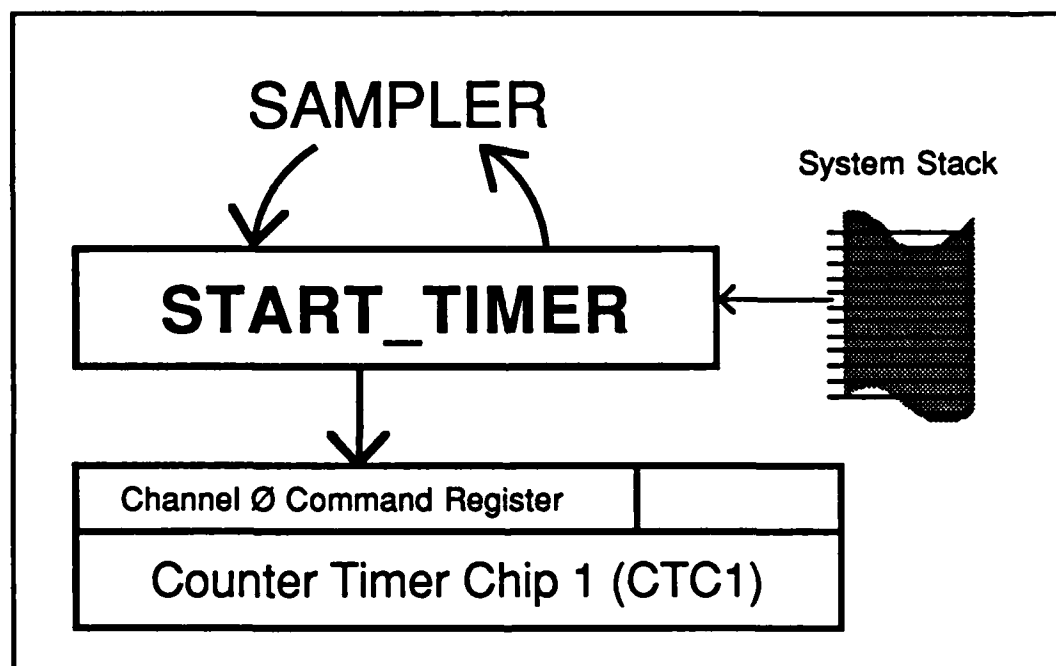 SAMPLER
System Stack
START_TIMER
Channel Ø Command Register
Counter Timer Chip 1 (CTC1)